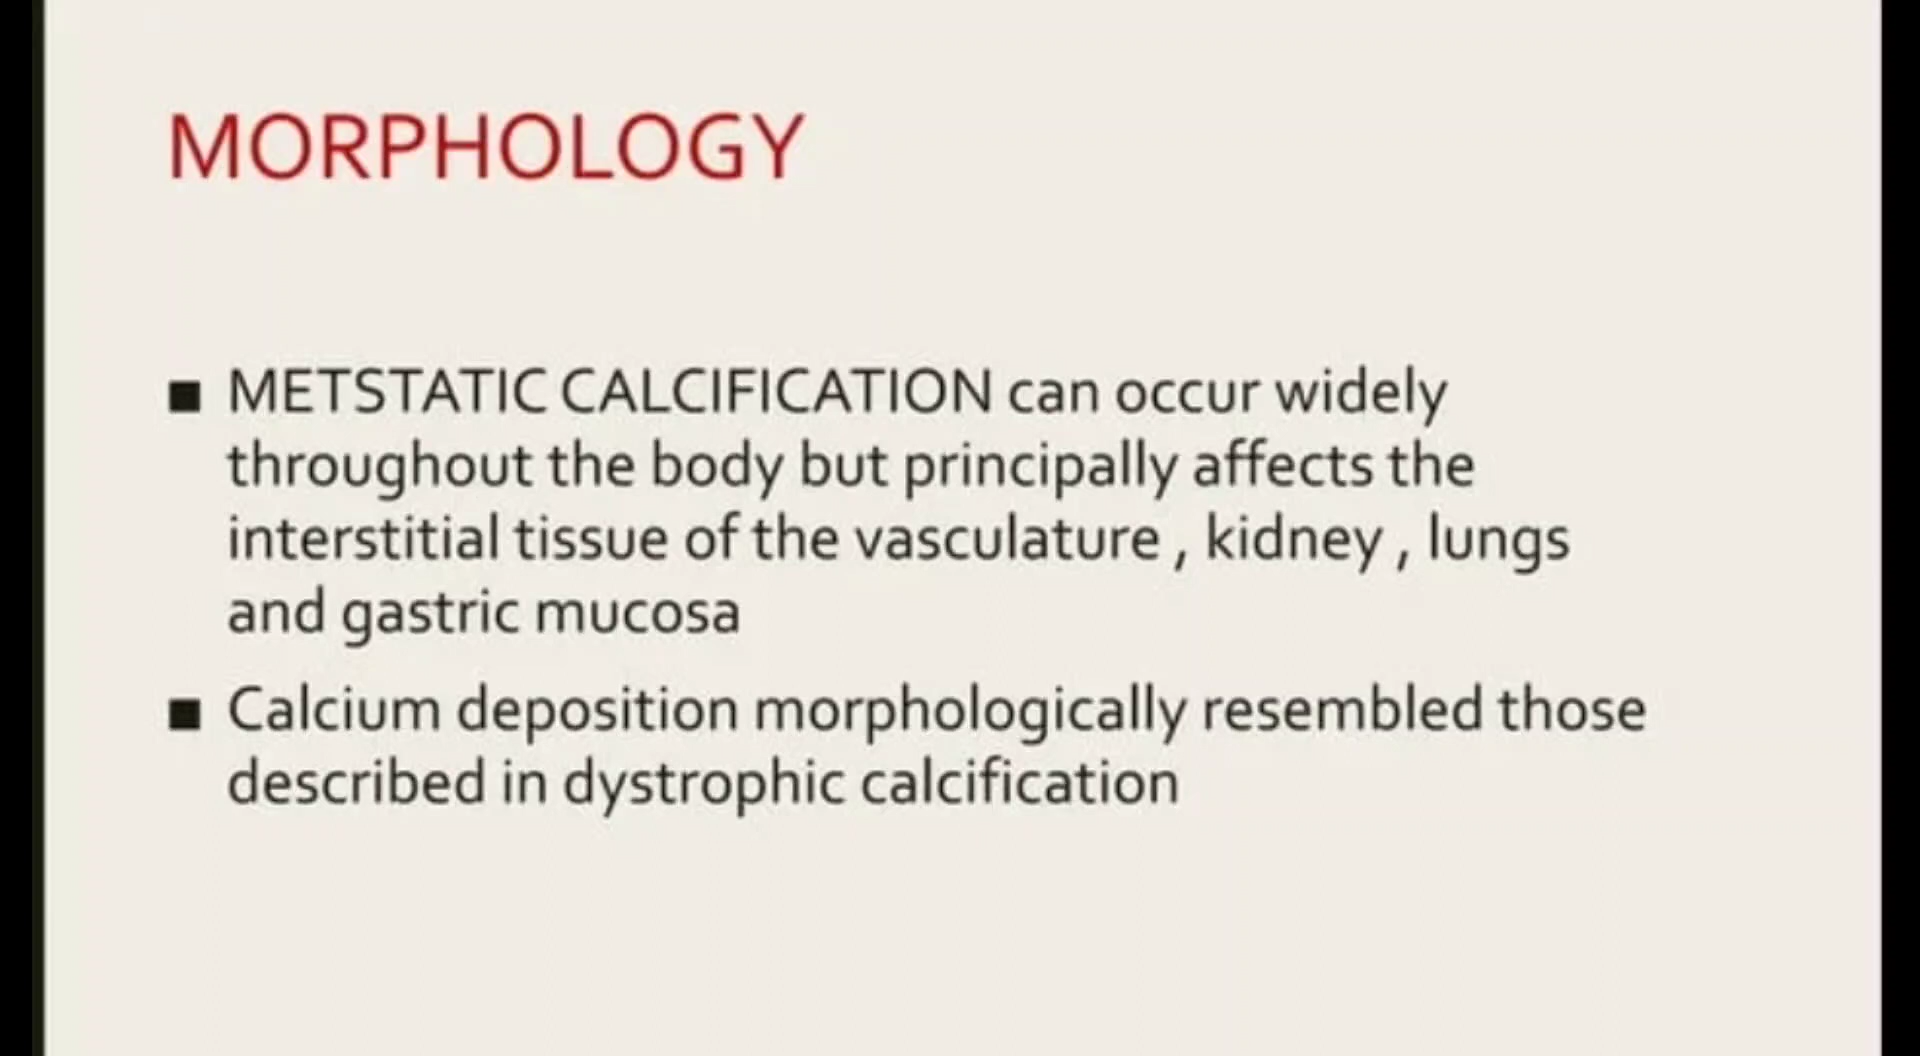 MORPHOLOGY
METSTATIC CALCIFICATION can occur widely
throughout the body but principally affects the
interstitial tissue of the vasculature , kidney , lungs
and gastric mucosa
Calcium deposition morphologically resembled those
described in dystrophic calcification